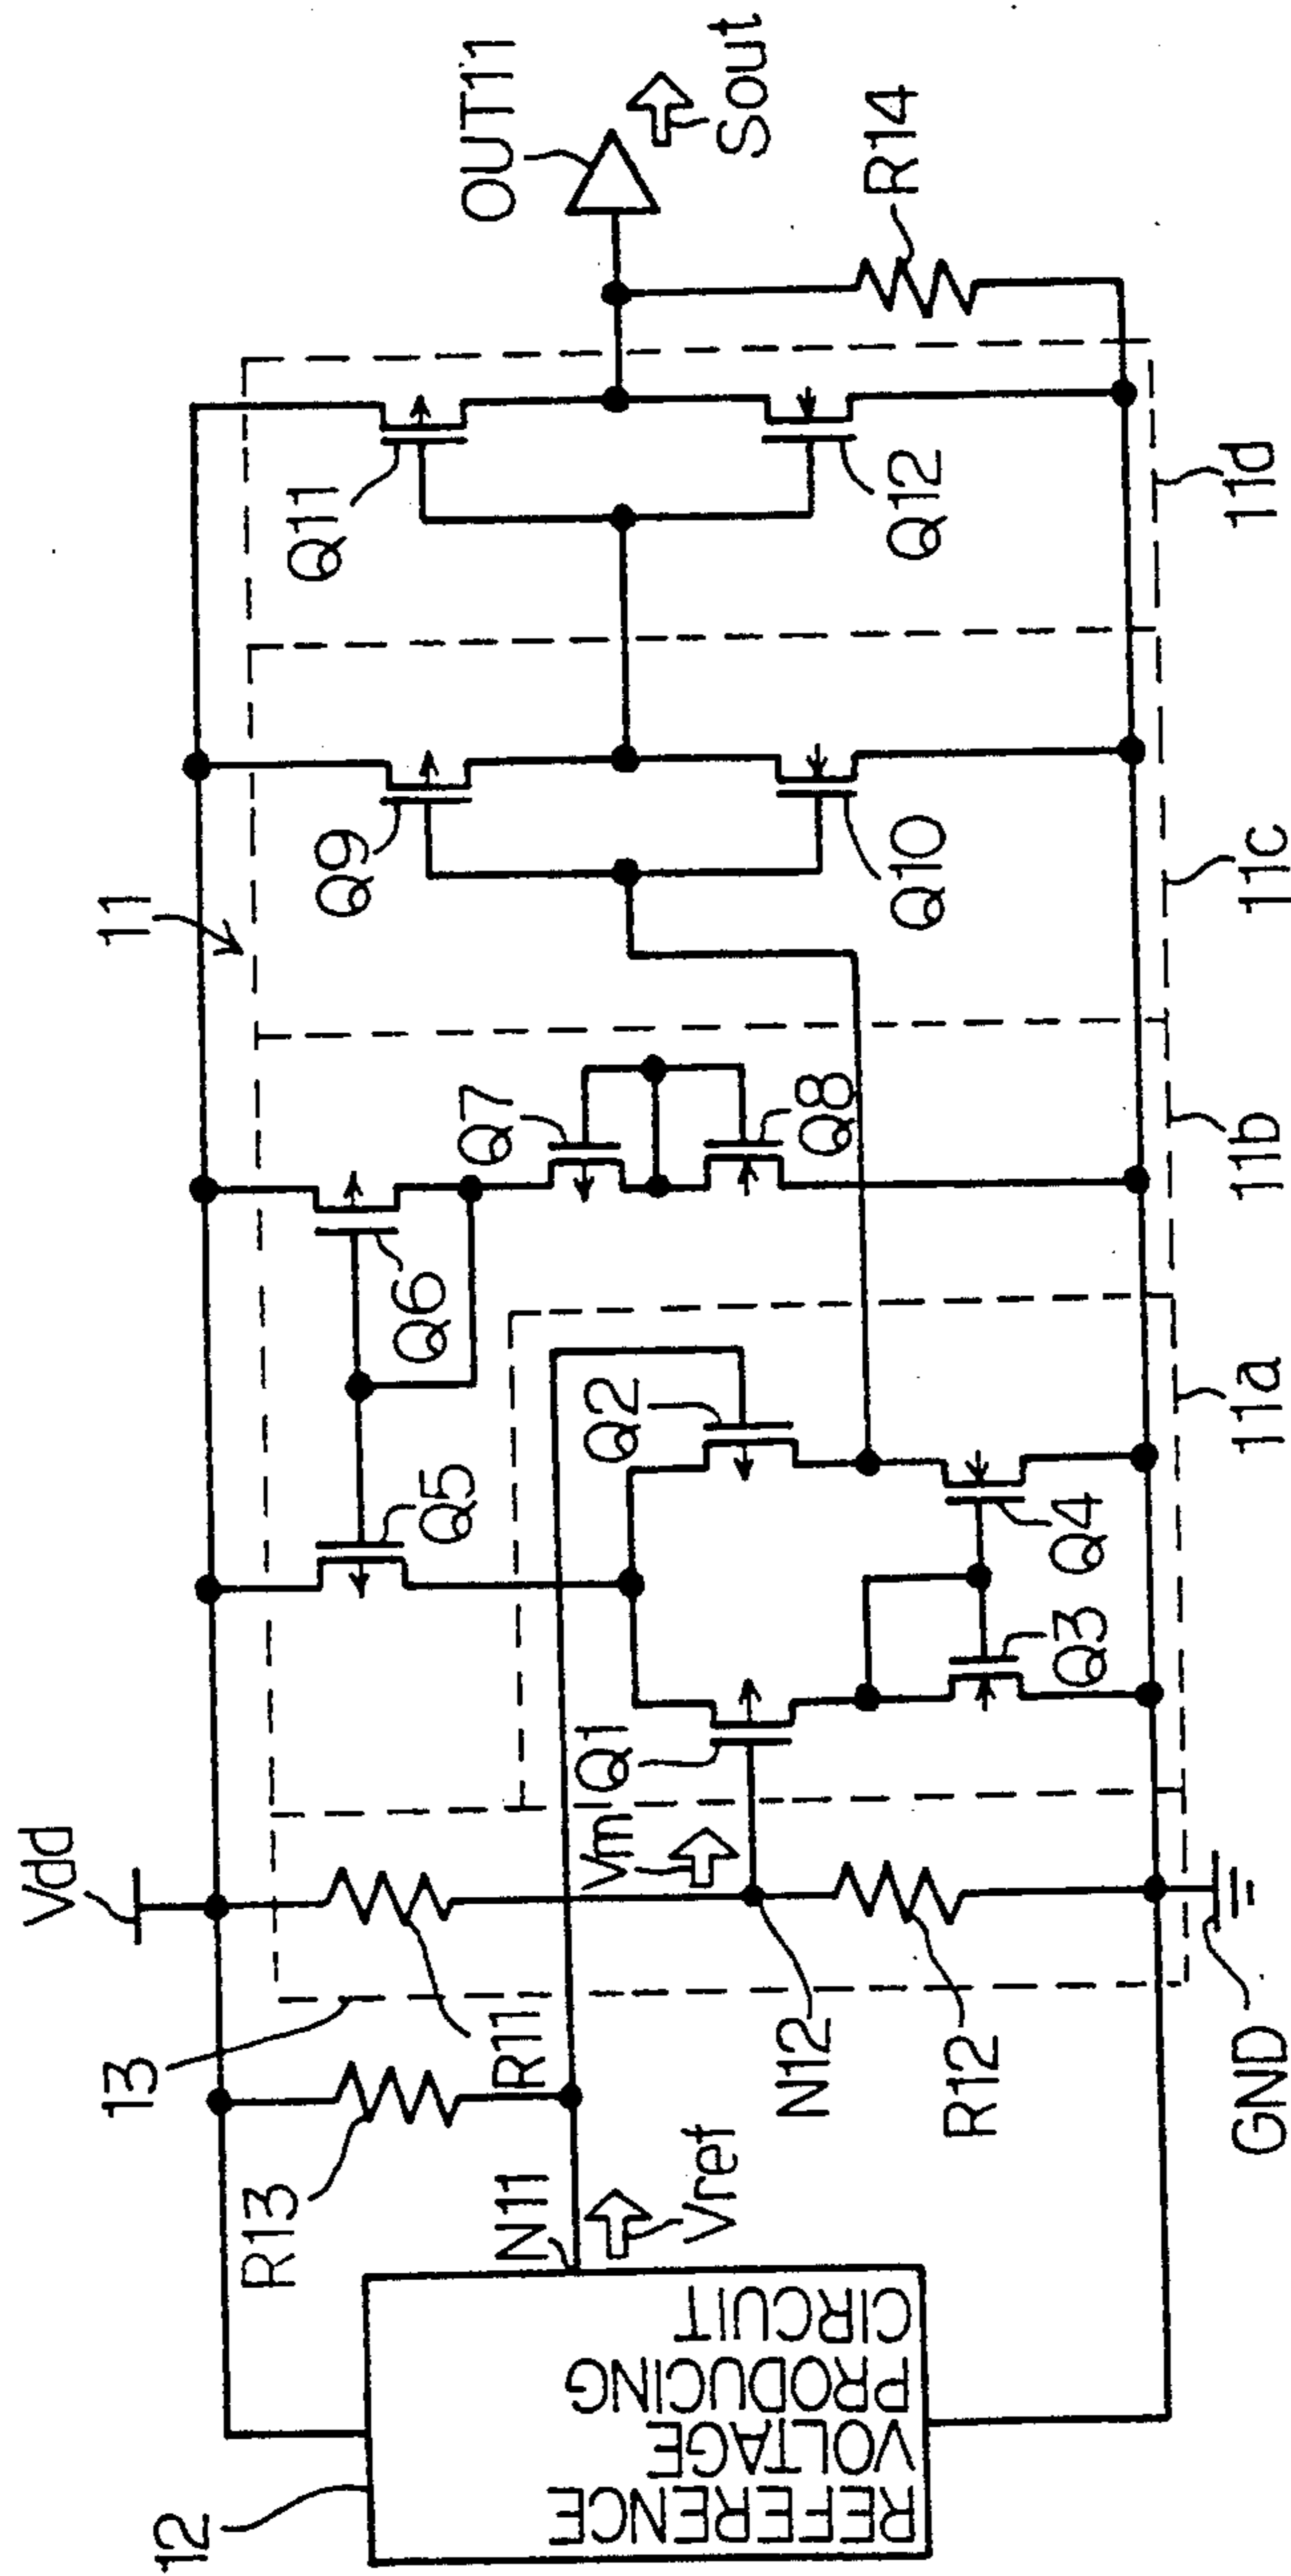 12
REFERENCE
VOLTAGE
PRODUCING
CIRCUIT
N11
Vref
R13
13
R11
Vdd
N12
R12
GND
Vm
Q1
Q3
Q4
Q2
Q5
Q6
Q7
Q8
11a
11b
11
Q9
Q10
11c
Q11
Q12
11d
R14
OUT11
Sout